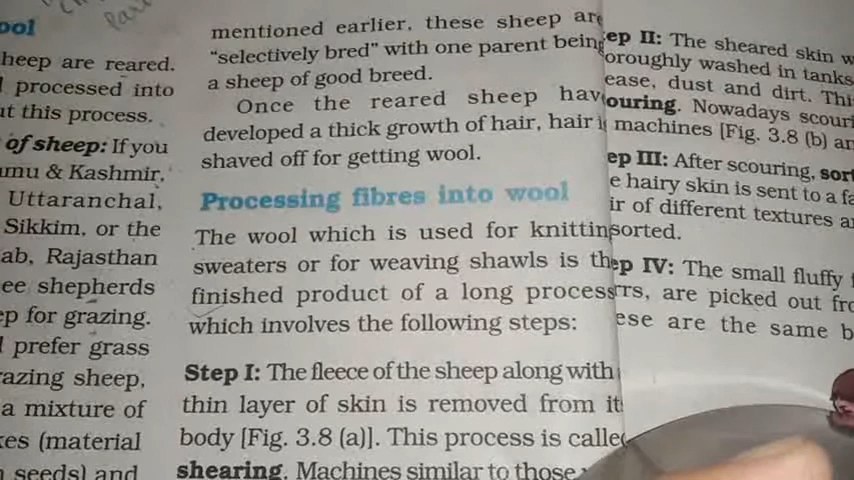 ool
heep are reared.
processed into
ut this process.
of sheep: If you
mu & Kashmir,
Uttaranchal,
Sikkim, or the
ab, Rajasthan
ee shepherds
ep for grazing.
prefer grass
razing sheep,
a mixture of
kes (material
seeds) and
mentioned earlier, these sheep are
“selectively bred” with one parent being
a sheep of good breed.
Once the reared sheep have
developed a thick growth of hair, hair i
shaved off for getting wool.
Processing fibres into wool
The wool which is used for knittin
sweaters or for weaving shawls is th
finished product of a long process
which involves the following steps:
Step I: The fleece of the sheep along with
thin layer of skin is removed from it
body [Fig. 3.8 (a)]. This process is calle
shearing. Machines similar to those
ep II: The sheared skin w
oroughly washed in tanks
ease, dust and dirt. Thi
ouring. Nowadays scouri
machines [Fig. 3.8 (b) an
ep III: After scouring, sort
e hairy skin is sent to a fa
ir of different textures a
sorted.
ep IV: The small fluffy f
rs, are picked out fro
ese are the same b